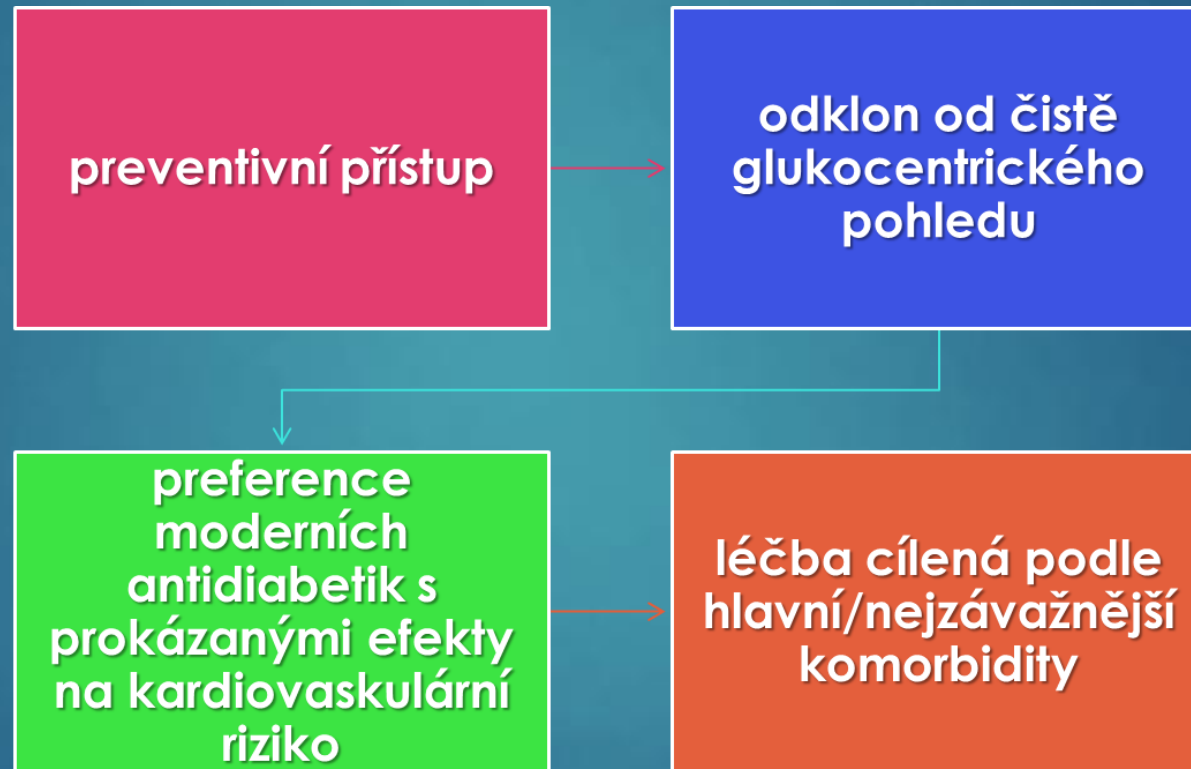 preventivní přístup
odklon od čistě
glukocentrického
pohledu
preference
moderních
antidiabetik s
prokázanými efekty
na kardiovaskulární
riziko
léčba cílená podle
hlavní/nejzávažnější
komorbidity